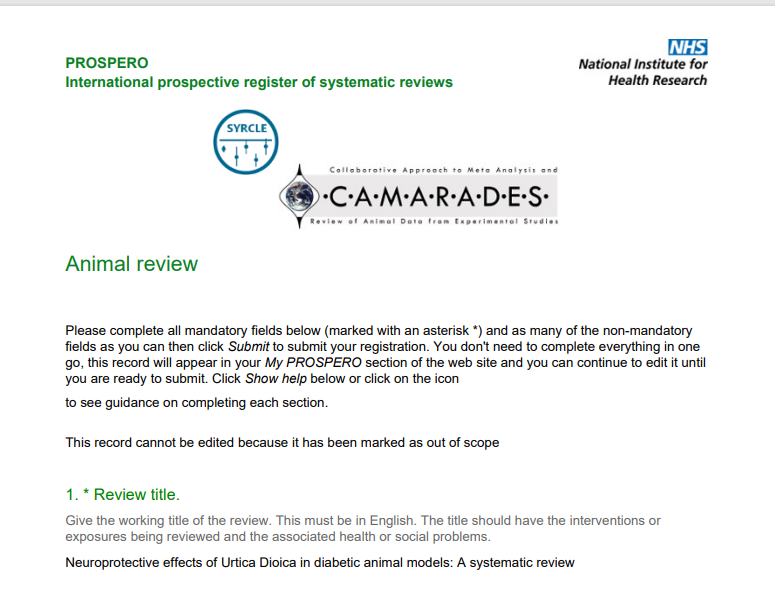 NHS
PROSPERO
National Institute for
International prospective register of systematic reviews
Health Research
SYRCLE
Collaborative Approach to Meta Analysis and
·C·A·M·A·R·A·D·E·S·
Review of Animal Data from Experimental Studies
Animal review
Please complete all mandatory fields below (marked with an asterisk *) and as many of the non-mandatory
fields as you can then click Submit to submit your registration. You don't need to complete everything in one
go, this record will appear in your My PROSPERO section of the web site and you can continue to edit it until
you are ready to submit. Click Show help below or click on the icon
to see guidance on completing each section.
This record cannot be edited because it has been marked as out of scope
1. * Review title.
Give the working title of the review. This must be in English. The title should have the interventions or
exposures being reviewed and the associated health or social problems.
Neuroprotective effects of Urtica Dioica in diabetic animal models: A systematic review